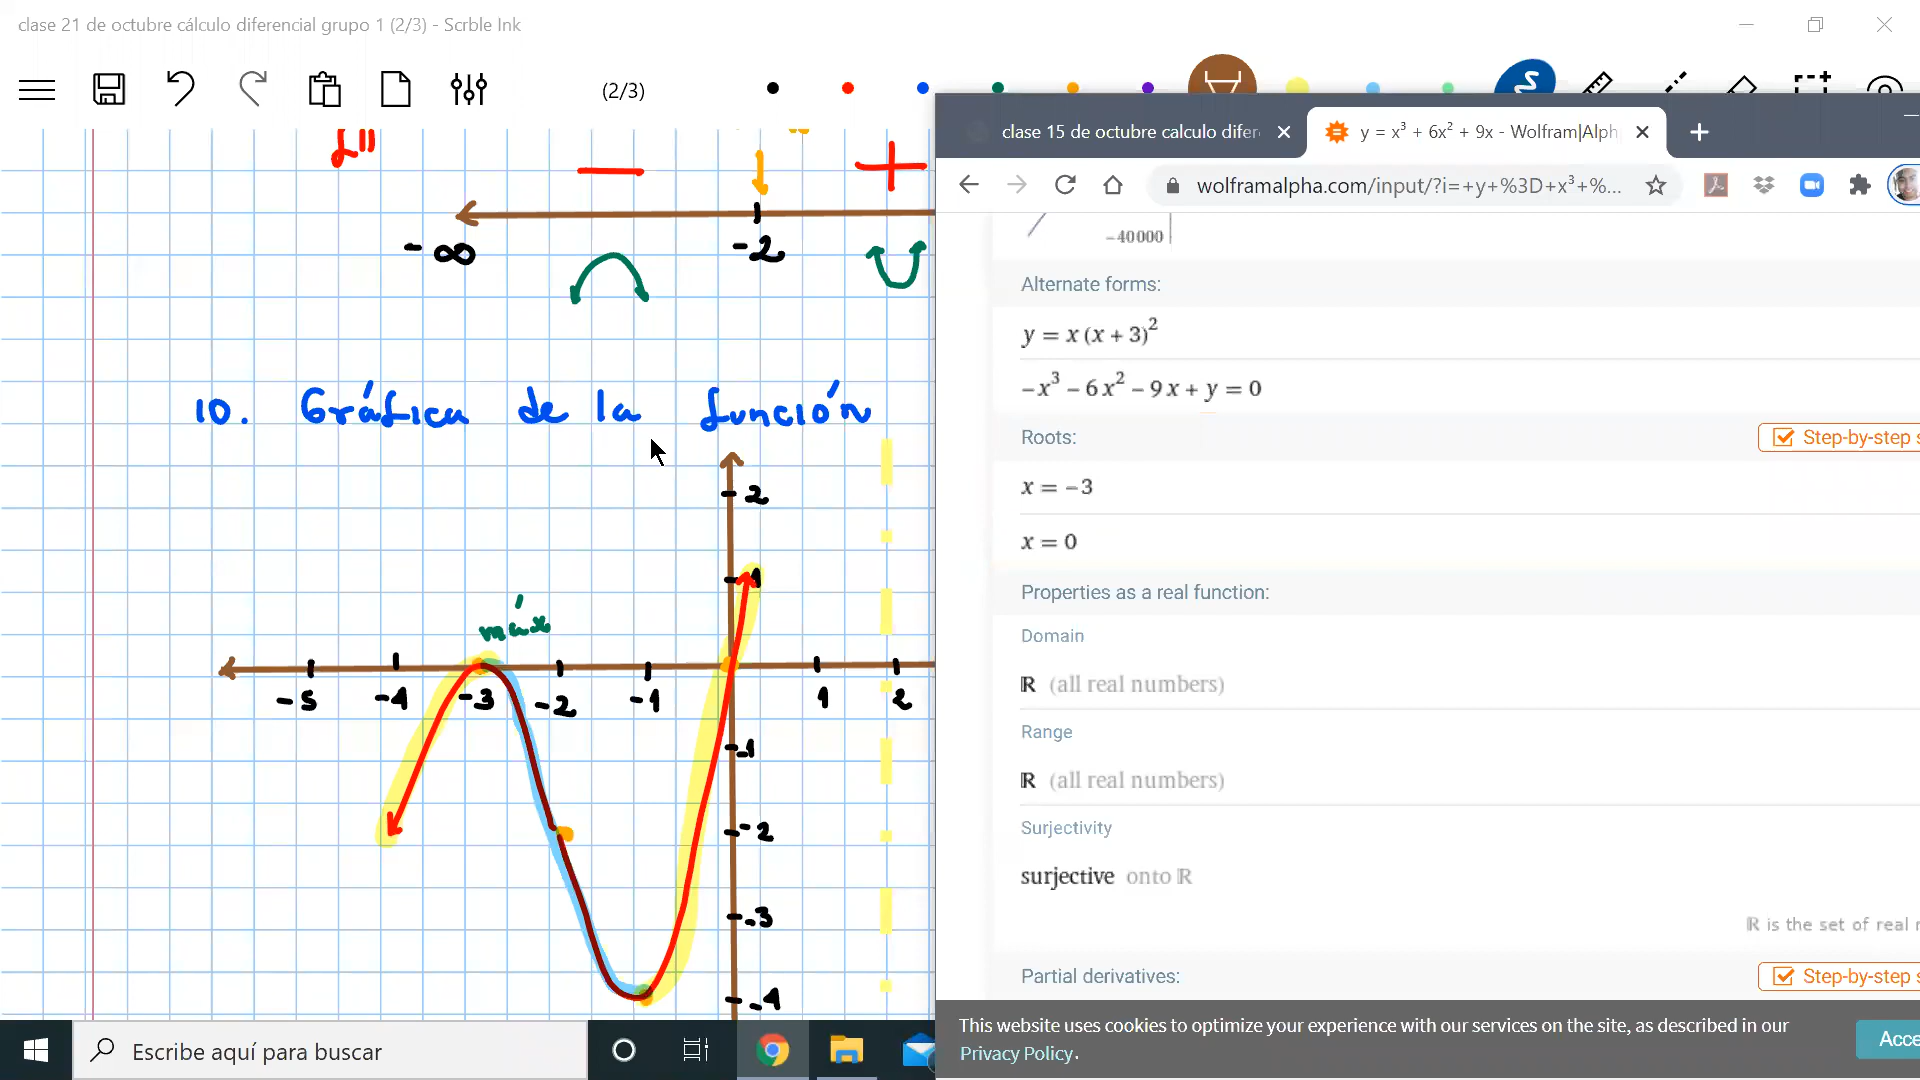 clase 21 de octubre cálculo diferencial grupo 1 (2/3) - Scrble Ink
(2/3)
f''
-∞
-2
10. Gráfica de la función
2
1
máx
-5 -4 -3 -2 -1 1 2
-1
-2
-3
-4
clase 15 de octubre calculo difer
y = x³ + 6x² + 9x - Wolfram|Alph
wolframalpha.com/input/?i=+y+%3D+x³+%...
-40000
Alternate forms:
y = x (x + 3)²
-x³ - 6x² - 9x + y = 0
Roots:
Step-by-step s
x = -3
x = 0
Properties as a real function:
Domain
ℝ (all real numbers)
Range
ℝ (all real numbers)
Surjectivity
surjective onto ℝ
ℝ is the set of real
Partial derivatives:
Step-by-step s
This website uses cookies to optimize your experience with our services on the site, as described in our
Privacy Policy.
Acce
Escribe aquí para buscar